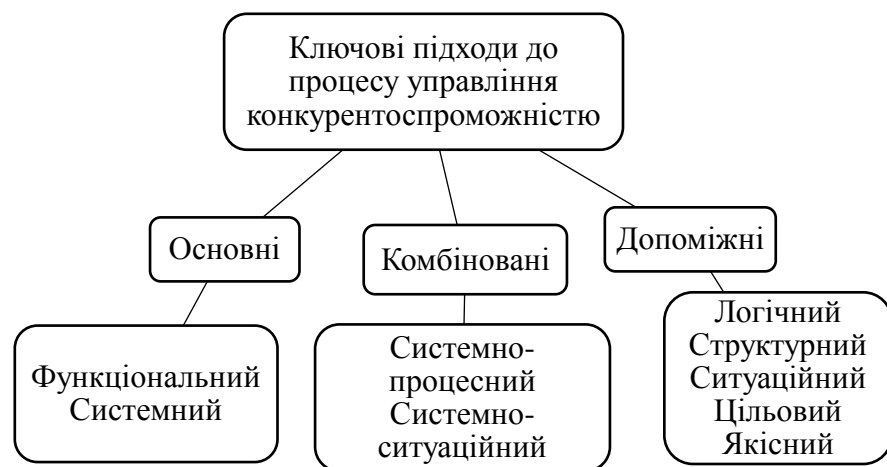 Ключові підходи до
процесу управління
конкурентоспроможністю
Основні
Комбіновані
Допоміжні
Функціональний
Системний
Системно-
процесний
Системно-
ситуаційний
Логічний
Структурний
Ситуаційний
Цільовий
Якісний